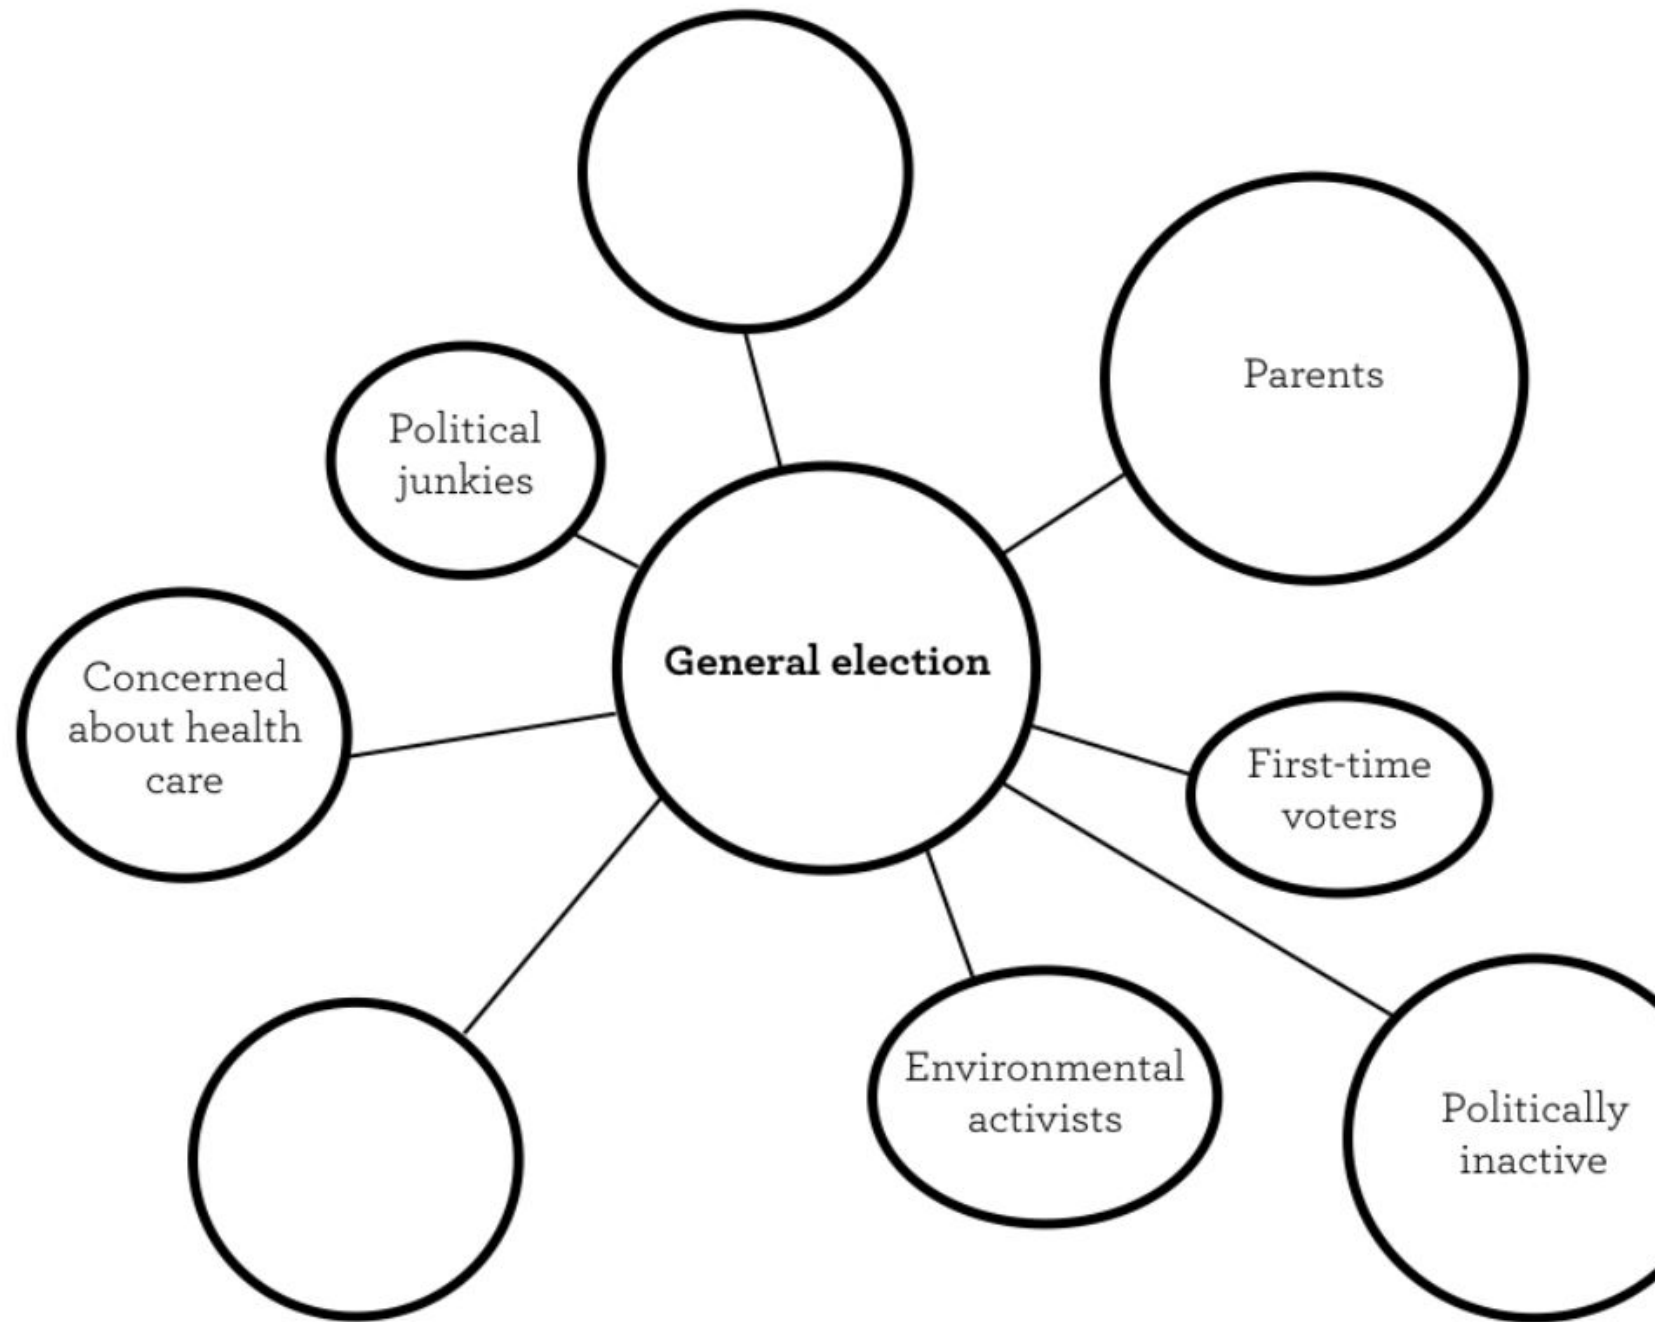 Parents
Political
junkies
General election
Concerned
about health
care
First-time
voters
Environmental
activists
Politically
inactive